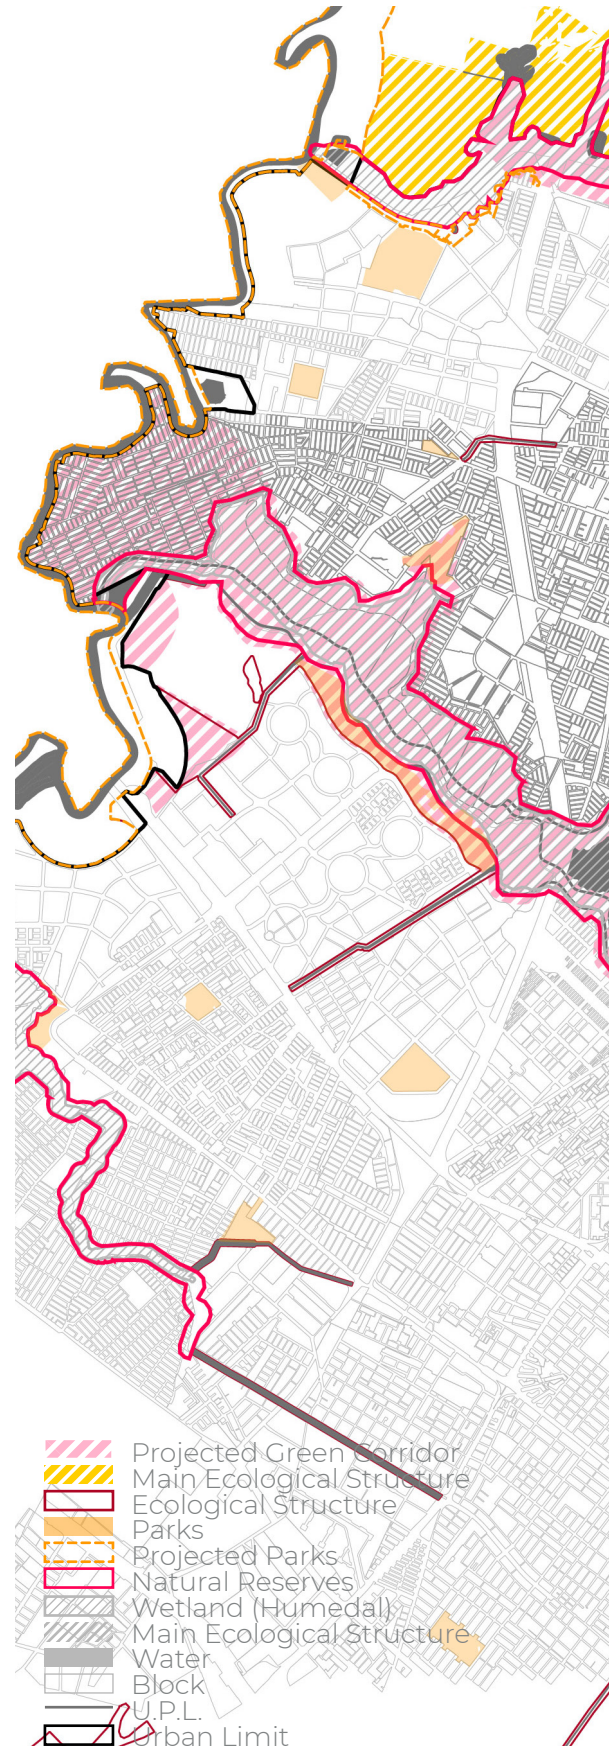 Projected Green Corridor
Main Ecological Structure
Ecological Structure
Parks
Projected Parks
Natural Reserves
Wetland (Humedal)
Main Ecological Structure
Water
Block
U.P.L.
Urban Limit